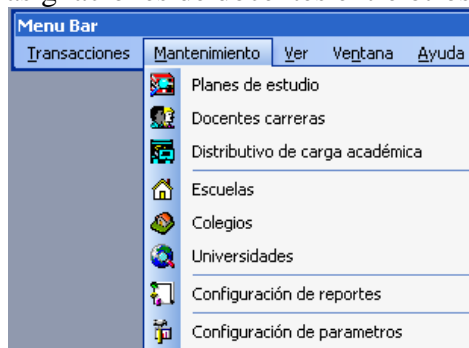 Menu Bar
Transacciones Mantenimiento Ver Ventana Ayuda
Planes de estudio
Docentes carreras
Distributivo de carga académica
Escuelas
Colegios
Universidades
Configuración de reportes
Configuración de parametros